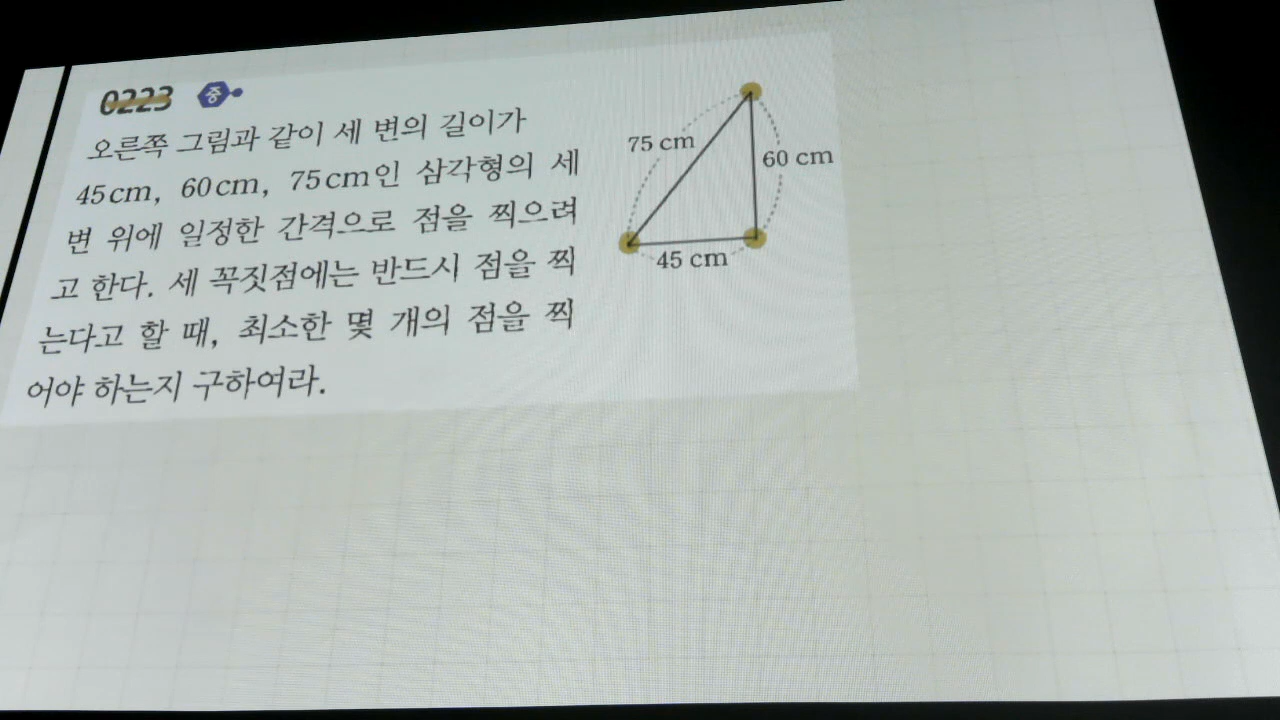 0223 중
오른쪽 그림과 같이 세 변의 길이가
45cm, 60cm, 75cm인 삼각형의 세
변 위에 일정한 간격으로 점을 찍으려
고 한다. 세 꼭짓점에는 반드시 점을 찍
는다고 할 때, 최소한 몇 개의 점을 찍
어야 하는지 구하여라.
75 cm
60 cm
45 cm